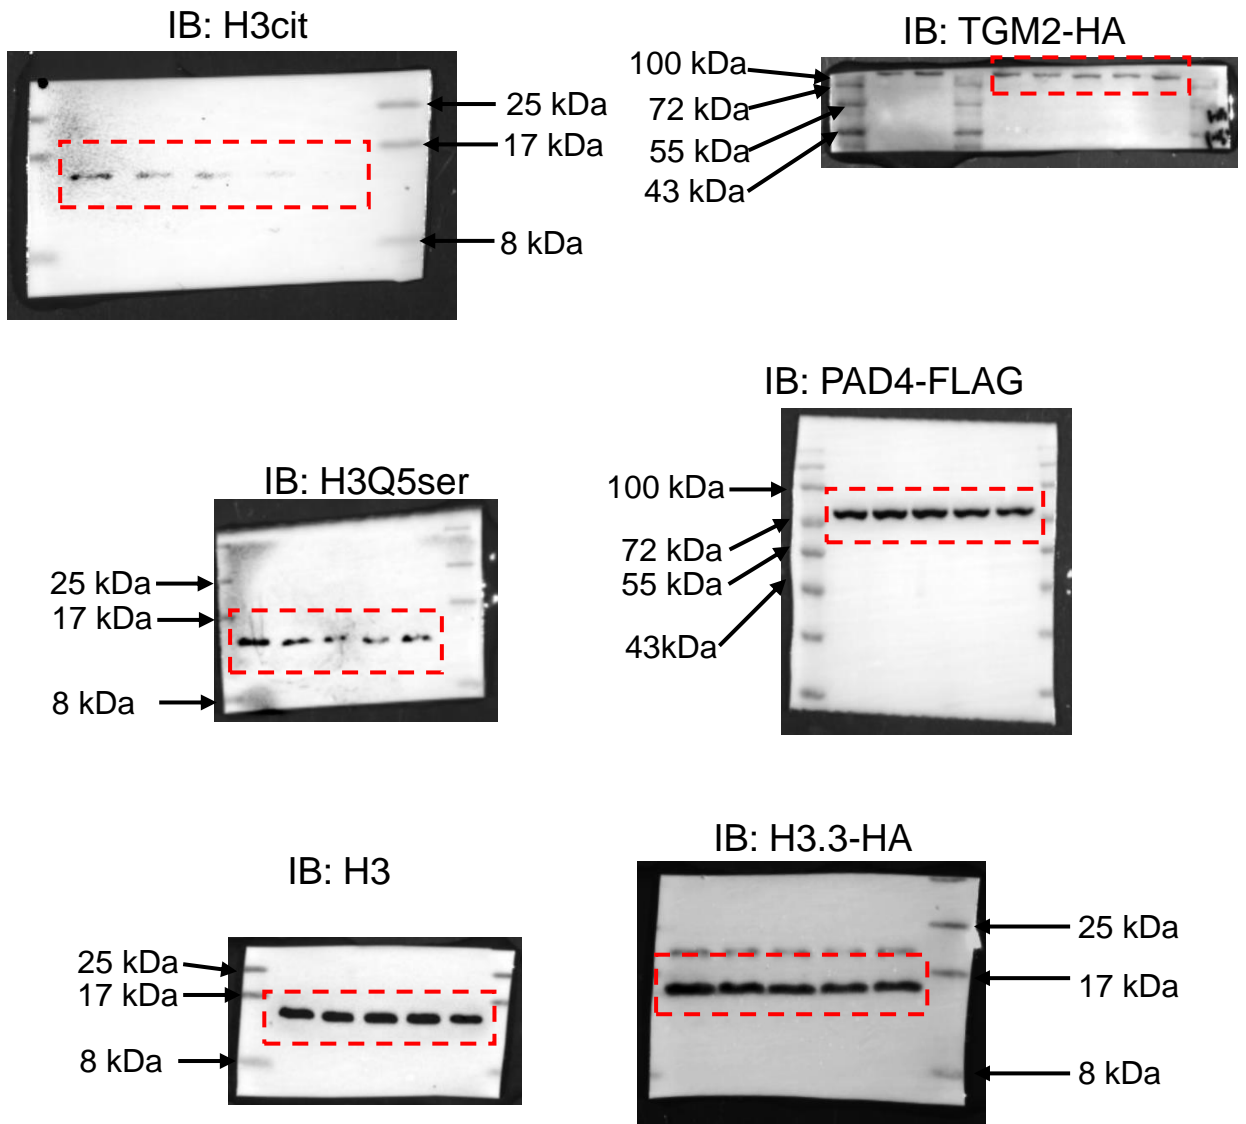 IB: H3cit
25 kDa
17 kDa
8 kDa
IB: TGM2-HA
100 kDa
72 kDa
55 kDa
43 kDa
IB: H3Q5ser
25 kDa
17 kDa
8 kDa
IB: PAD4-FLAG
100 kDa
72 kDa
55 kDa
43kDa
IB: H3
25 kDa
17 kDa
8 kDa
IB: H3.3-HA
25 kDa
17 kDa
8 kDa